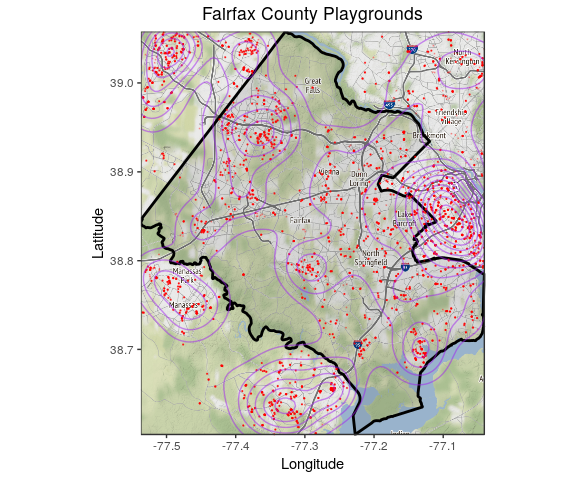 Fairfax County Playgrounds
North
Kensington
39.0
Great
Falls
Friendship
Village
Brookmont
38.9
Vienna
Dunn
Loring
Latitude
Fairfax
Lake
Barcroft
North
Springfield
38.8
Manassas
Park
Manassas
38.7
95
A
-77.5
-77.4
-77.3
-77.2
-77.1
Longitude